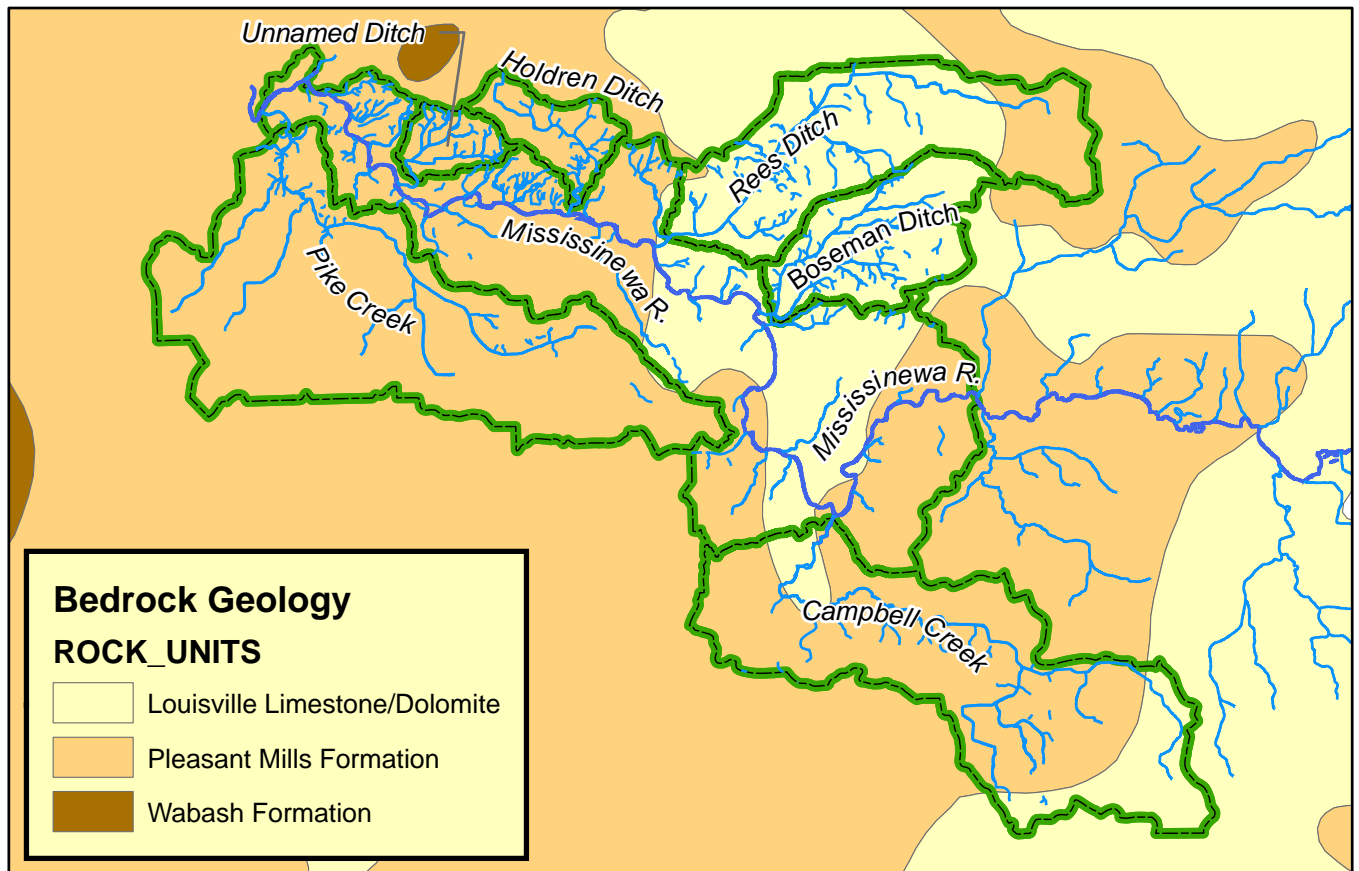 Unnamed Ditch
Holdren Ditch
Rees Ditch
Boseman Ditch
Mississinewa R.
Pike Creek
Mississinewa R.
Campbell Creek
Bedrock Geology
ROCK_UNITS
Louisville Limestone/Dolomite
Pleasant Mills Formation
Wabash Formation